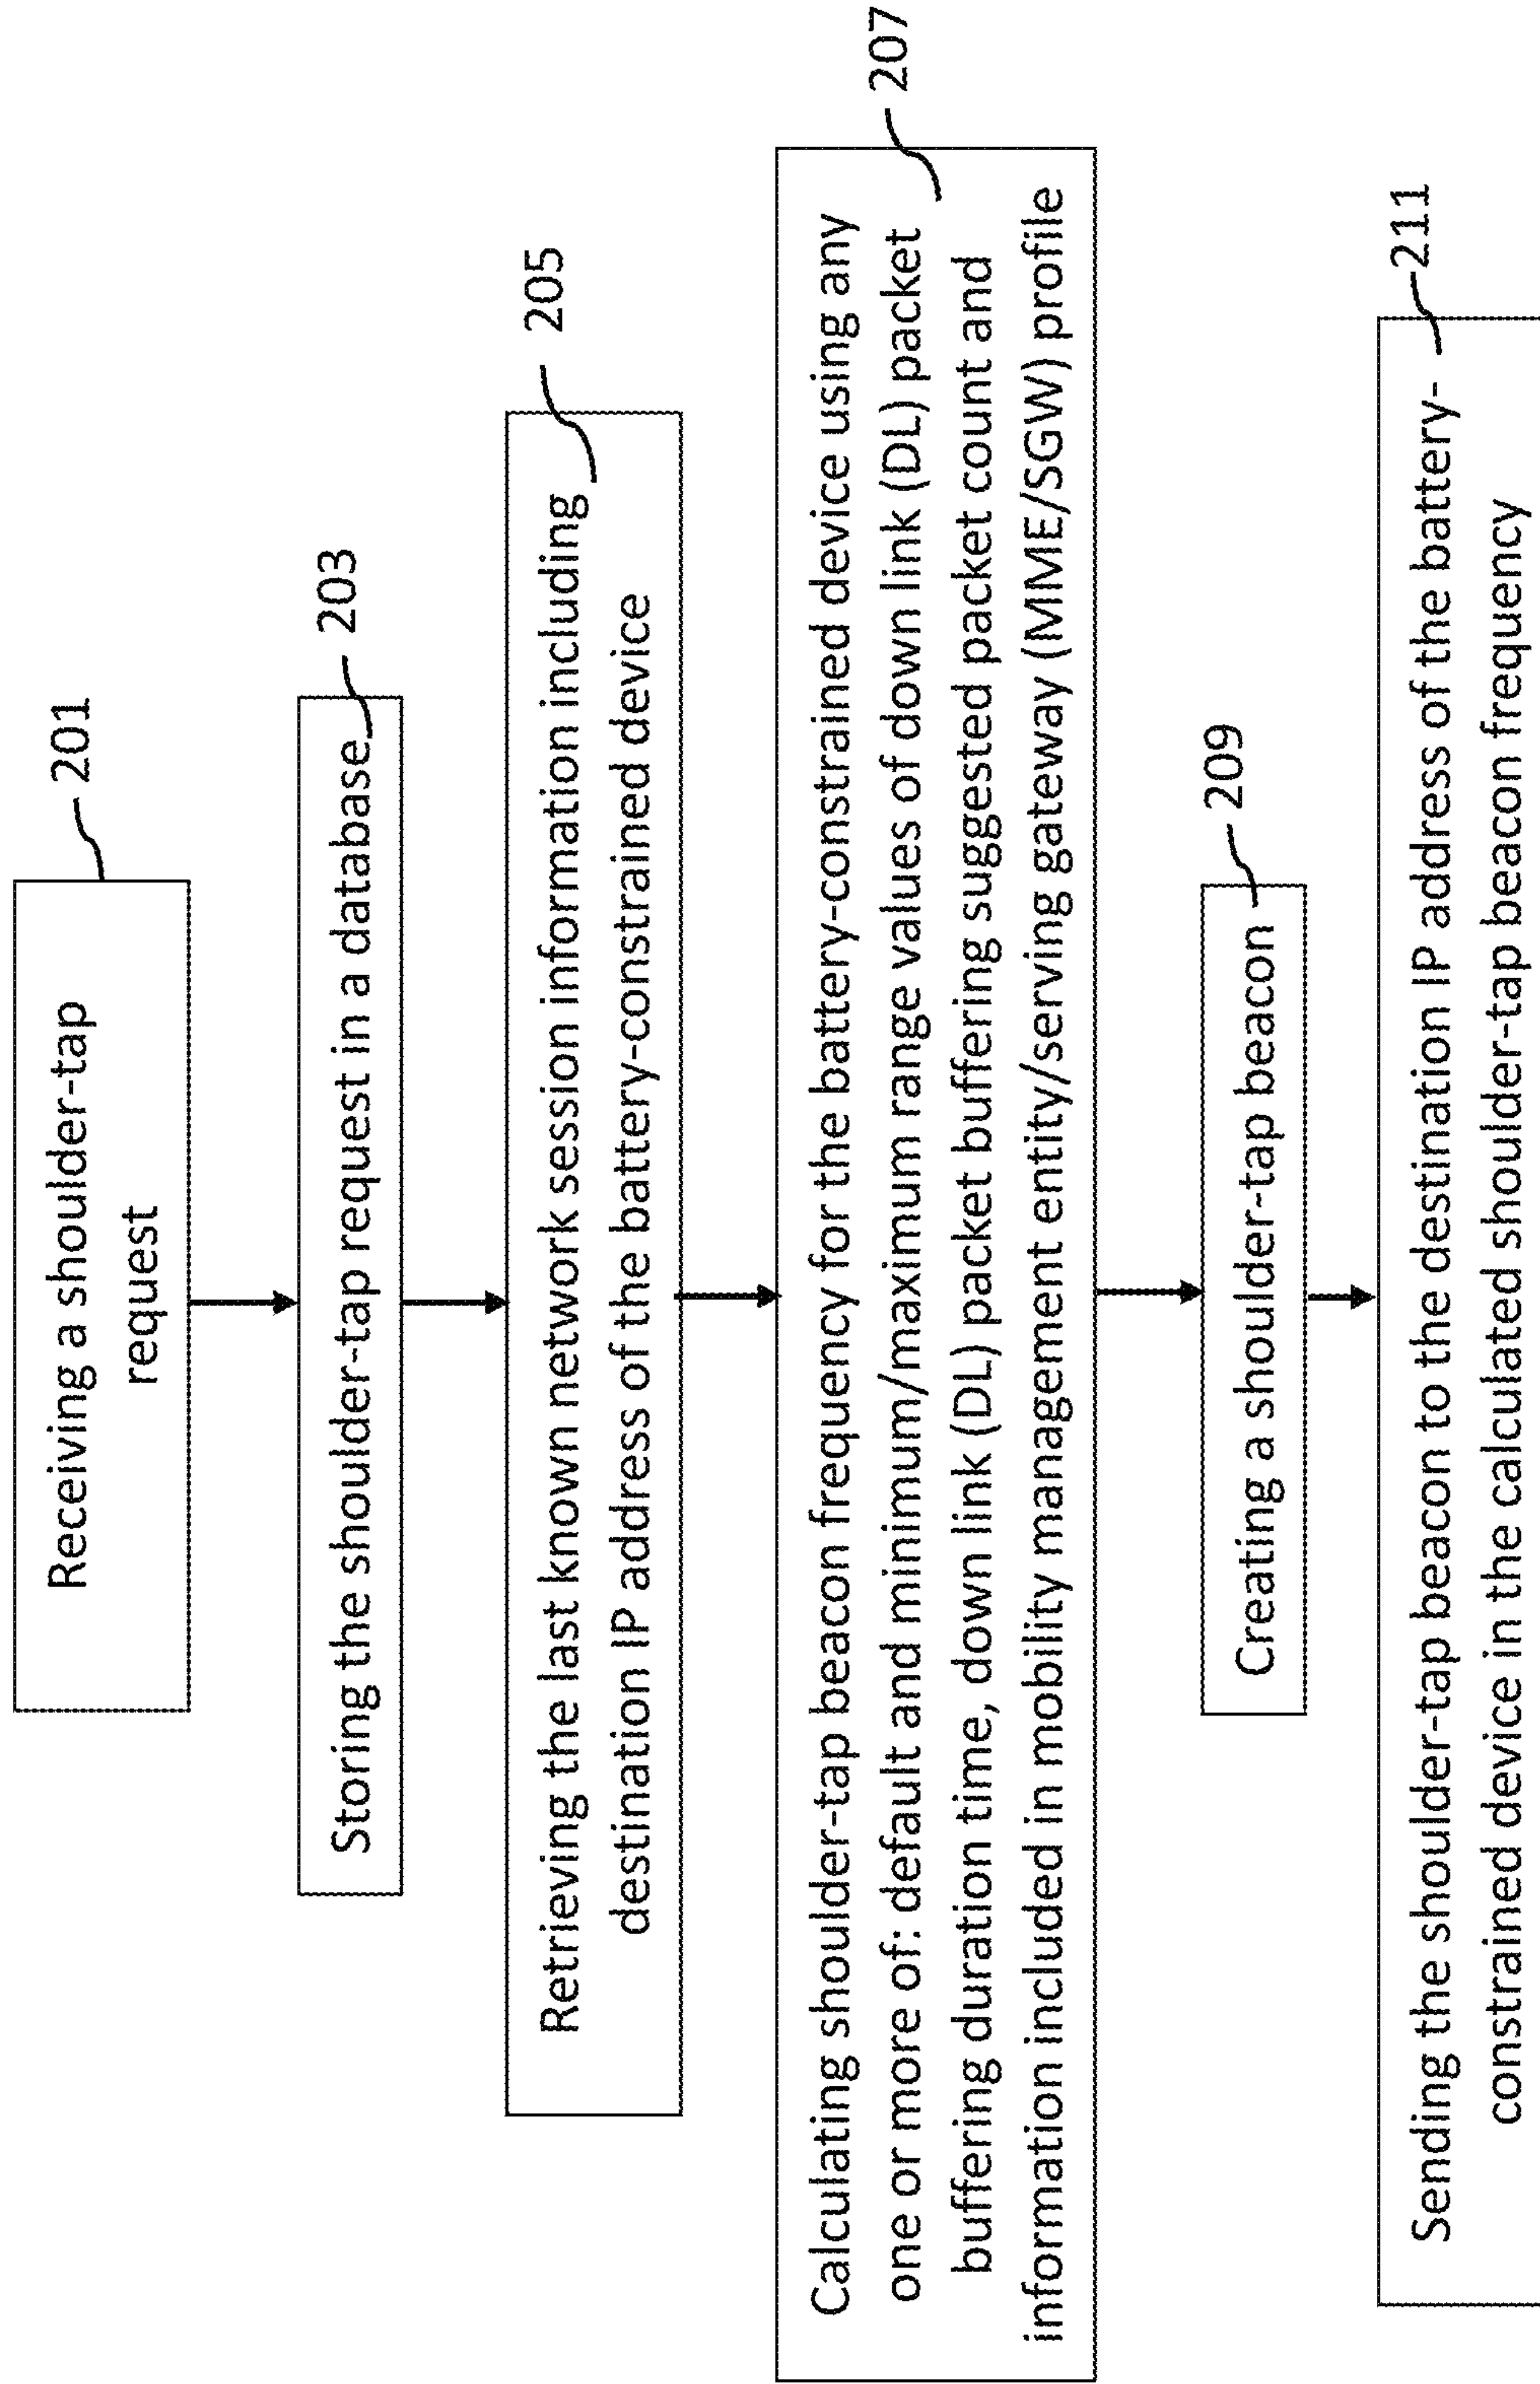 Receiving a shoulder-tap
request
201
Storing the shoulder-tap request in a database
203
Retrieving the last known network session information including
destination IP address of the battery-constrained device
205
Calculating shoulder-tap beacon frequency for the battery-constrained device using any
one or more of: default and minimum/maximum range values of down link (DL) packet
buffering duration time, down link (DL) packet buffering suggested packet count and
information included in mobility management entity/serving gateway (MME/SGW) profile
207
Creating a shoulder-tap beacon
209
Sending the shoulder-tap beacon to the destination IP address of the battery-
constrained device in the calculated shoulder-tap beacon frequency
211